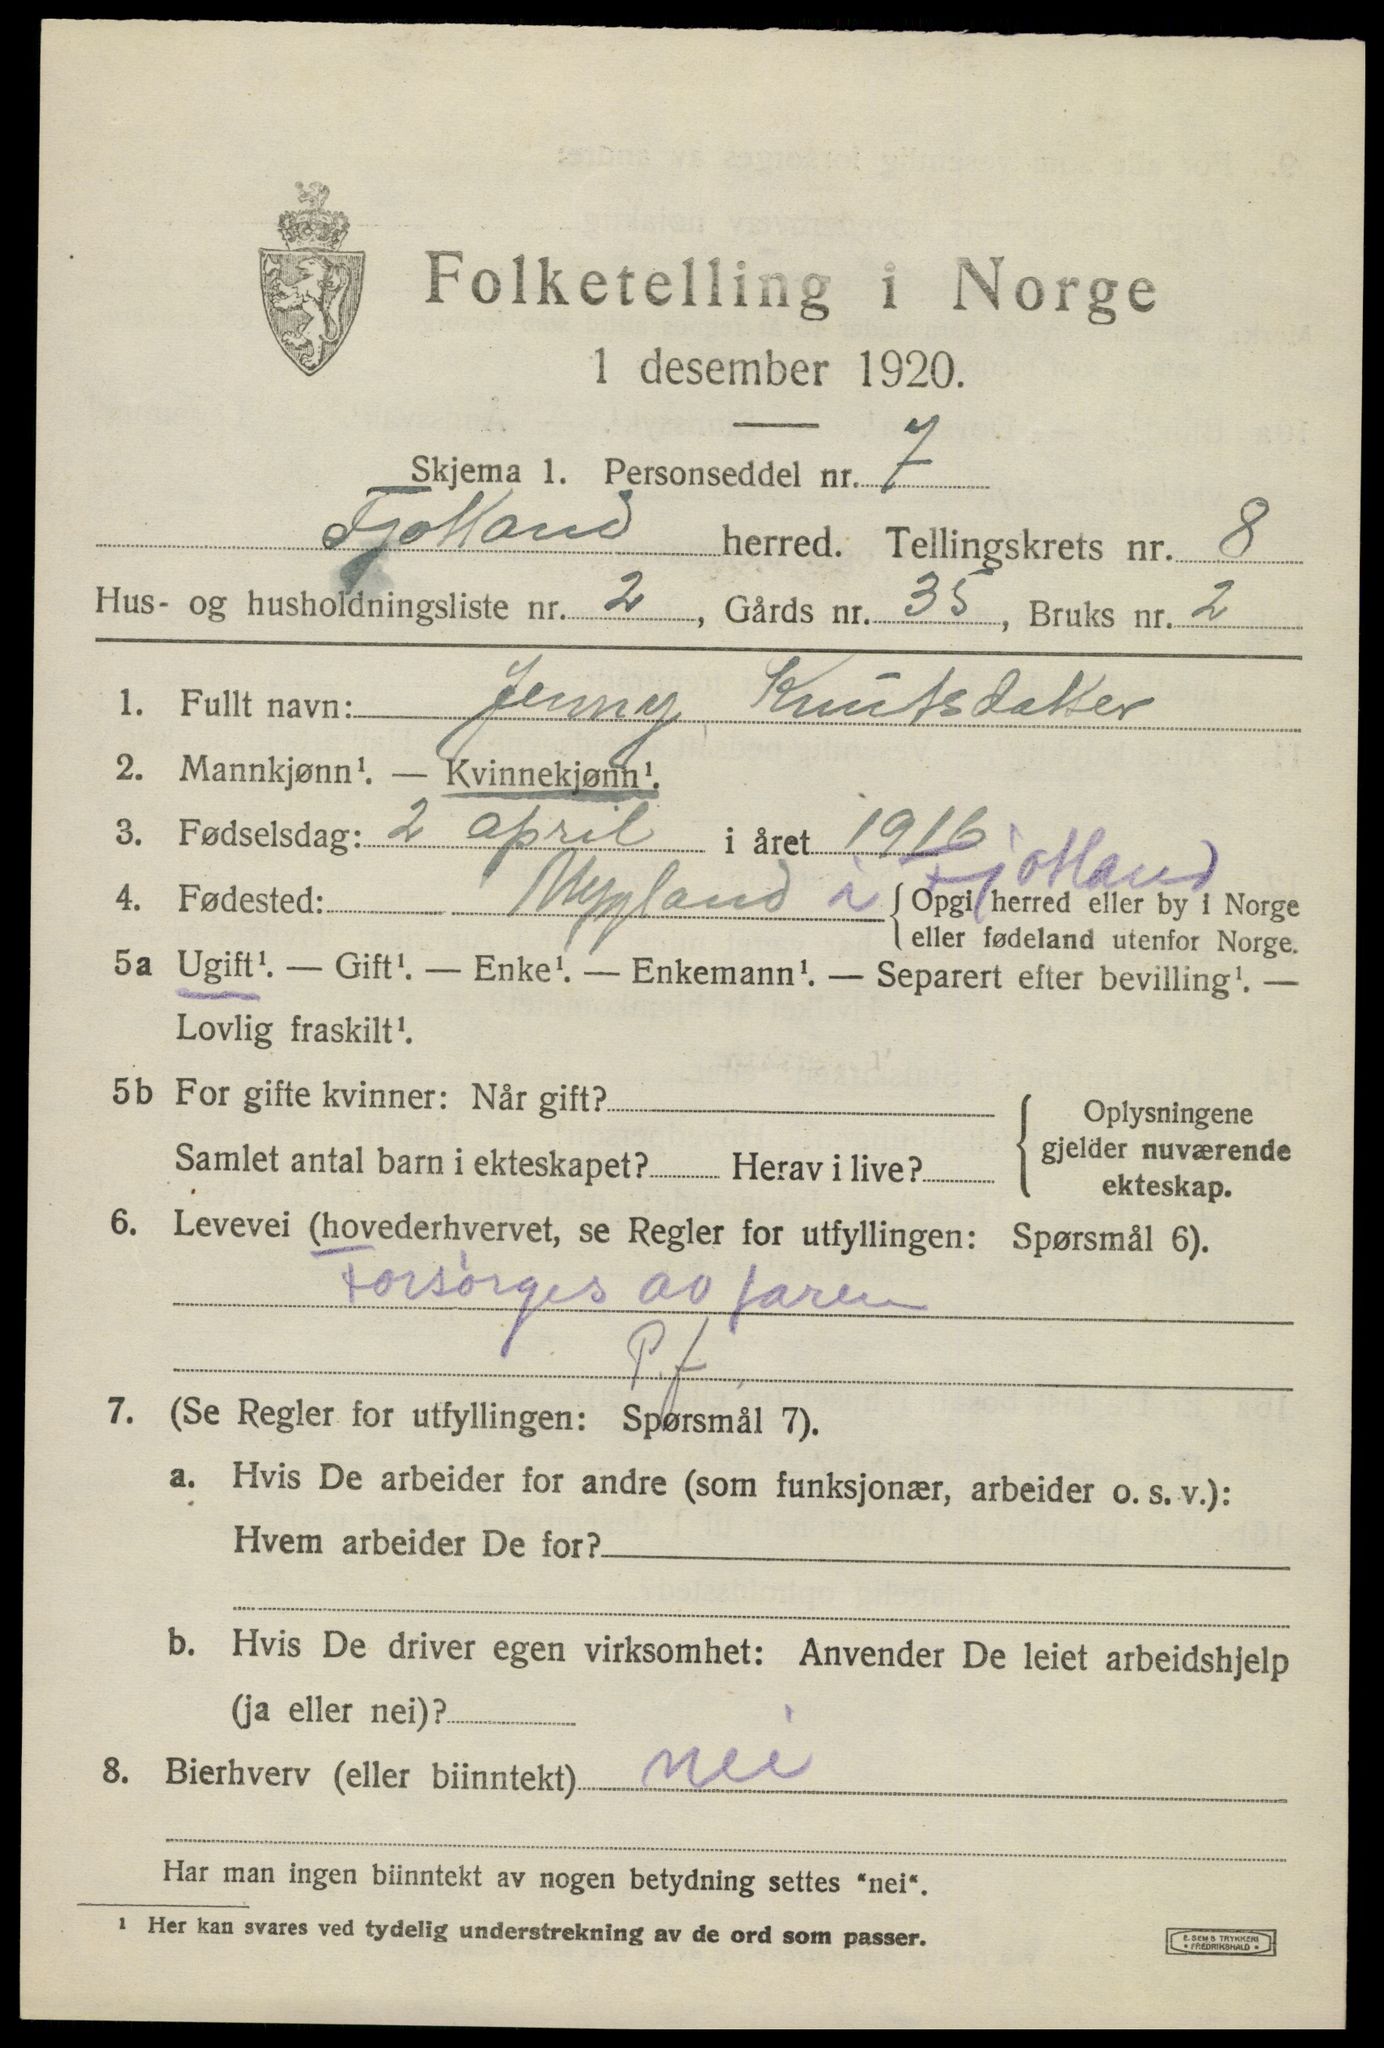 Folketelling i Norge
1 desember 1920.
Skjema 1. Personseddel nr. 7
Fjotland herred. Tellingskrets nr. 8
Hus- og husholdningsliste nr. 2, Gårds nr. 35, Bruks nr. 2
1. Fullt navn: Jenny Knutsdatter
2. Mannkjønn¹. — Kvinnekjønn¹.
3. Fødselsdag: 2 april i året 1916
4. Fødested: Mygland i Fjotland {Opgi herred eller by i Norge
eller fødeland utenfor Norge.
5a Ugift¹. — Gift¹. — Enke¹. — Enkemann¹. — Separert efter bevilling¹. —
Lovlig fraskilt¹.
5b For gifte kvinner: Når gift?
Samlet antal barn i ekteskapet? Herav i live?
Oplysningene
gjelder nuværende
ekteskap.
6. Levevei (hovederhvervet, se Regler for utfyllingen: Spørsmål 6).
Forsørges av faren
P.f.
7. (Se Regler for utfyllingen: Spørsmål 7).
a. Hvis De arbeider for andre (som funksjonær, arbeider o. s. v.):
Hvem arbeider De for?
b. Hvis De driver egen virksomhet: Anvender De leiet arbeidshjelp
(ja eller nei)?
8. Bierhverv (eller biinntekt) nei
Har man ingen biinntekt av nogen betydning settes "nei".
¹ Her kan svares ved tydelig understrekning av de ord som passer.
E. SEMS TRYKKERI
FREDRIKSHALD